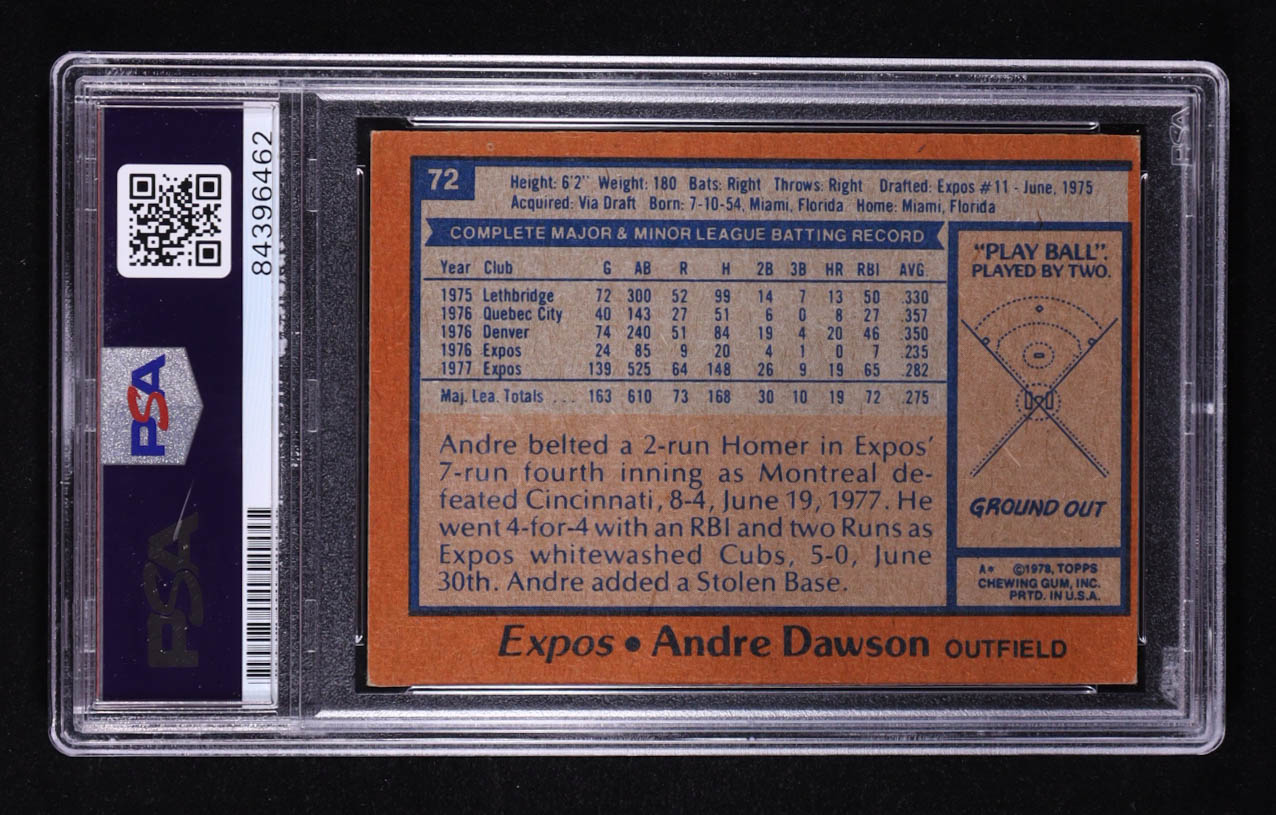 84396462
PSA
PSA
PSA
72
Height: 6'2" Weight: 180 Bats: Right Throws: Right Drafted: Expos #11 - June, 1975
Acquired: Via Draft Born: 7-10-54, Miami, Florida Home: Miami, Florida
COMPLETE MAJOR & MINOR LEAGUE BATTING RECORD
Year Club G AB R H 2B 3B HR RBI AVG.
1975 Lethbridge 72 300 52 99 14 7 13 50 .330
1976 Quebec City 40 143 27 51 6 0 8 27 .357
1976 Denver 74 240 51 84 19 4 20 46 .350
1976 Expos 24 85 9 20 4 1 0 7 .235
1977 Expos 139 525 64 148 26 9 19 65 .282
Maj. Lea. Totals . . . 163 610 73 168 30 10 19 72 .275
Andre belted a 2-run Homer in Expos'
7-run fourth inning as Montreal de-
feated Cincinnati, 8-4, June 19, 1977. He
went 4-for-4 with an RBI and two Runs as
Expos whitewashed Cubs, 5-0, June
30th. Andre added a Stolen Base.
"PLAY BALL".
PLAYED BY TWO.
GROUND OUT
A* ©1978, TOPPS
CHEWING GUM, INC.
PRTD. IN U.S.A.
Expos • Andre Dawson OUTFIELD